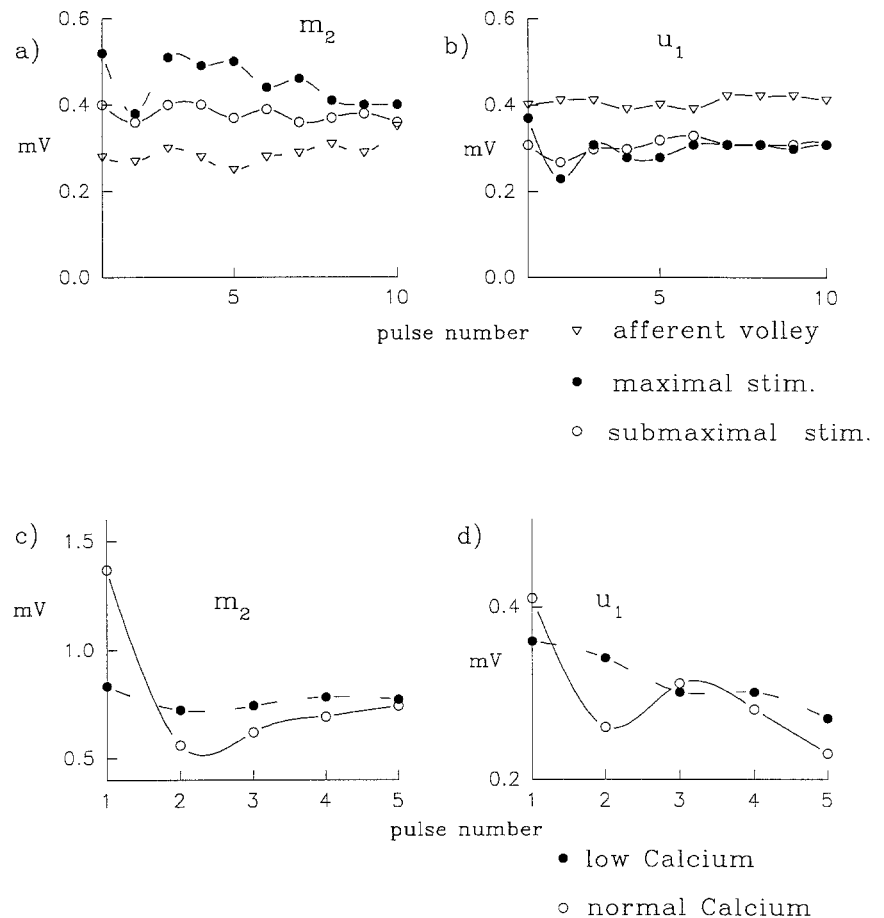 a)
m2
0.6
0.4
mV
0.2
0.0
5
10
b)
u1
0.6
0.4
mV
0.2
0.0
5
10
pulse number
▽ afferent volley
● maximal stim.
○ submaximal stim.
c)
m2
1.5
mV
1.0
0.5
1 2 3 4 5
d)
u1
0.4
mV
0.2
1 2 3 4 5
pulse number
● low Calcium
○ normal Calcium